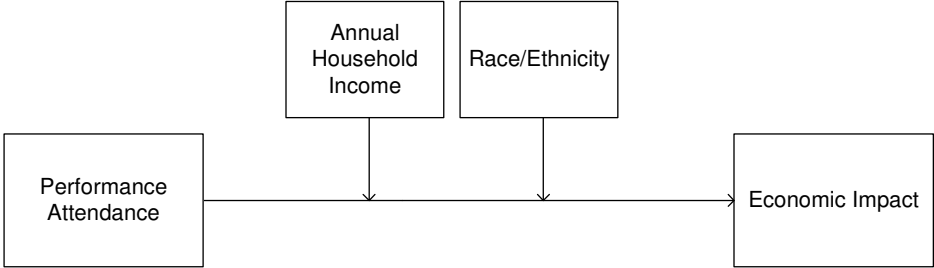 Annual
Household
Income
Race/Ethnicity
Performance
Attendance
Economic Impact